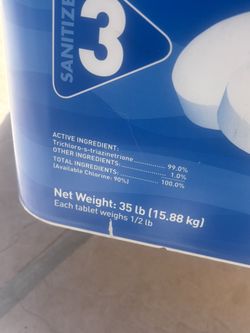 SANITIZE
3
ACTIVE INGREDIENT:
Trichloro-s-triazinetrione.............. 99.0%
OTHER INGREDIENTS:.................. 1.0%
TOTAL INGREDIENTS:................ 100.0%
(Available Chlorine: 90%)
Net Weight: 35 lb (15.88 kg)
Each tablet weighs 1/2 lb